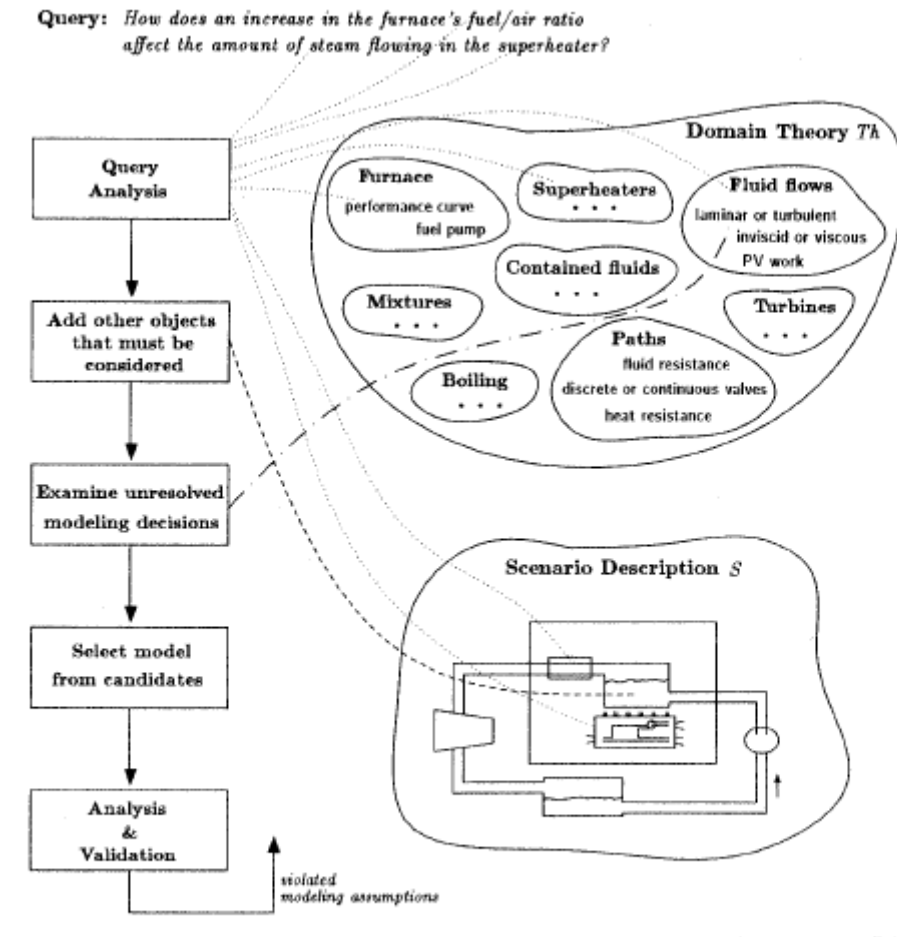 Query: How does an increase in the furnace's fuel/air ratio
affect the amount of steam flowing in the superheater?
Query
Analysis
Add other objects
that must be
considered
Examine unresolved
modeling decisions
Select model
from candidates
Analysis
&
Validation
violated
modeling assumptions
Domain Theory Th
Furnace
performance curve
fuel pump
Superheaters
• • •
Fluid flows
laminar or turbulent
inviscid or viscous
PV work
Contained fluids
• • •
Mixtures
• • •
Turbines
• • •
Paths
fluid resistance
discrete or continuous valves
heat resistance
Boiling
• • •
Scenario Description S